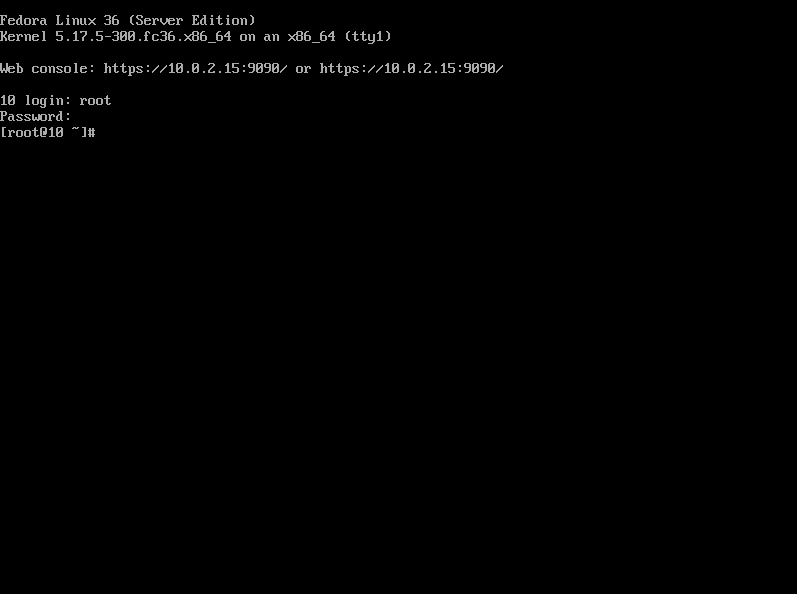 Fedora Linux 36 (Server Edition)
Kernel 5.17.5-300.fc36.x86_64 on an x86_64 (tty1)
Web console: https://10.0.2.15:9090/ or https://10.0.2.15:9090/
10 login: root
Password:
[root@10 ~]#